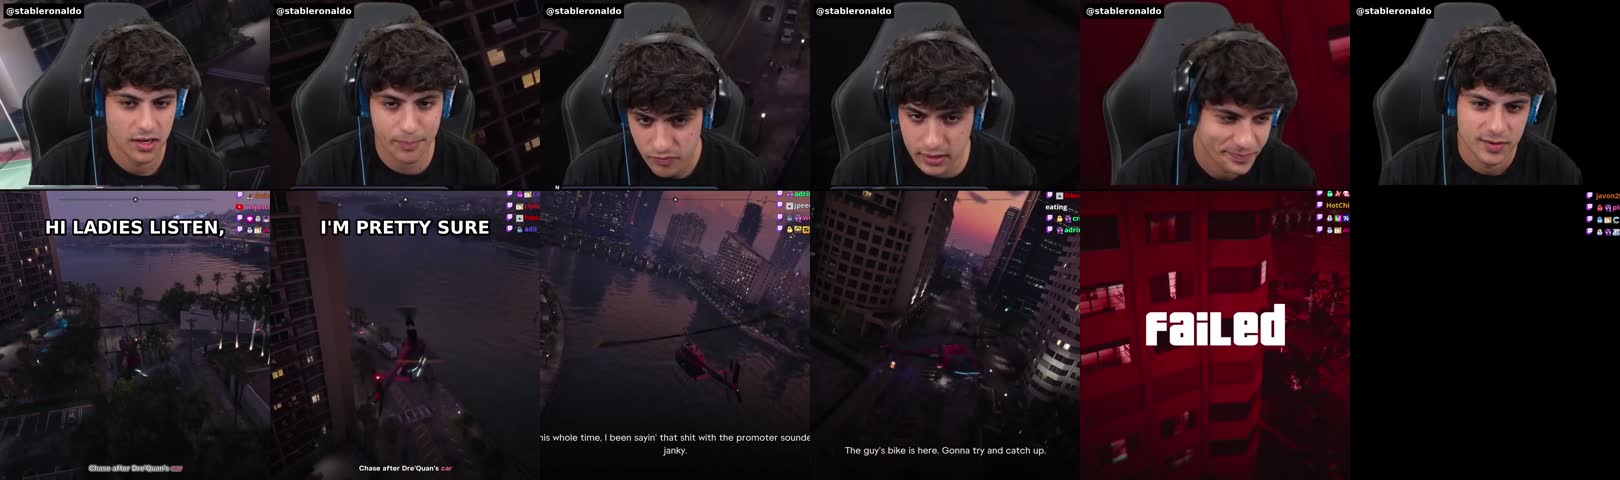 @stableronaldo
@stableronaldo
@stableronaldo
@stableronaldo
@stableronaldo
@stableronaldo
HI LADIES LISTEN,
Chase after Dre'Quan's car
I'M PRETTY SURE
Chase after Dre'Quan's car
his whole time, I been sayin' that shit with the promoter sounde
janky.
eating
The guy's bike is here. Gonna try and catch up.
HotChi
Failed